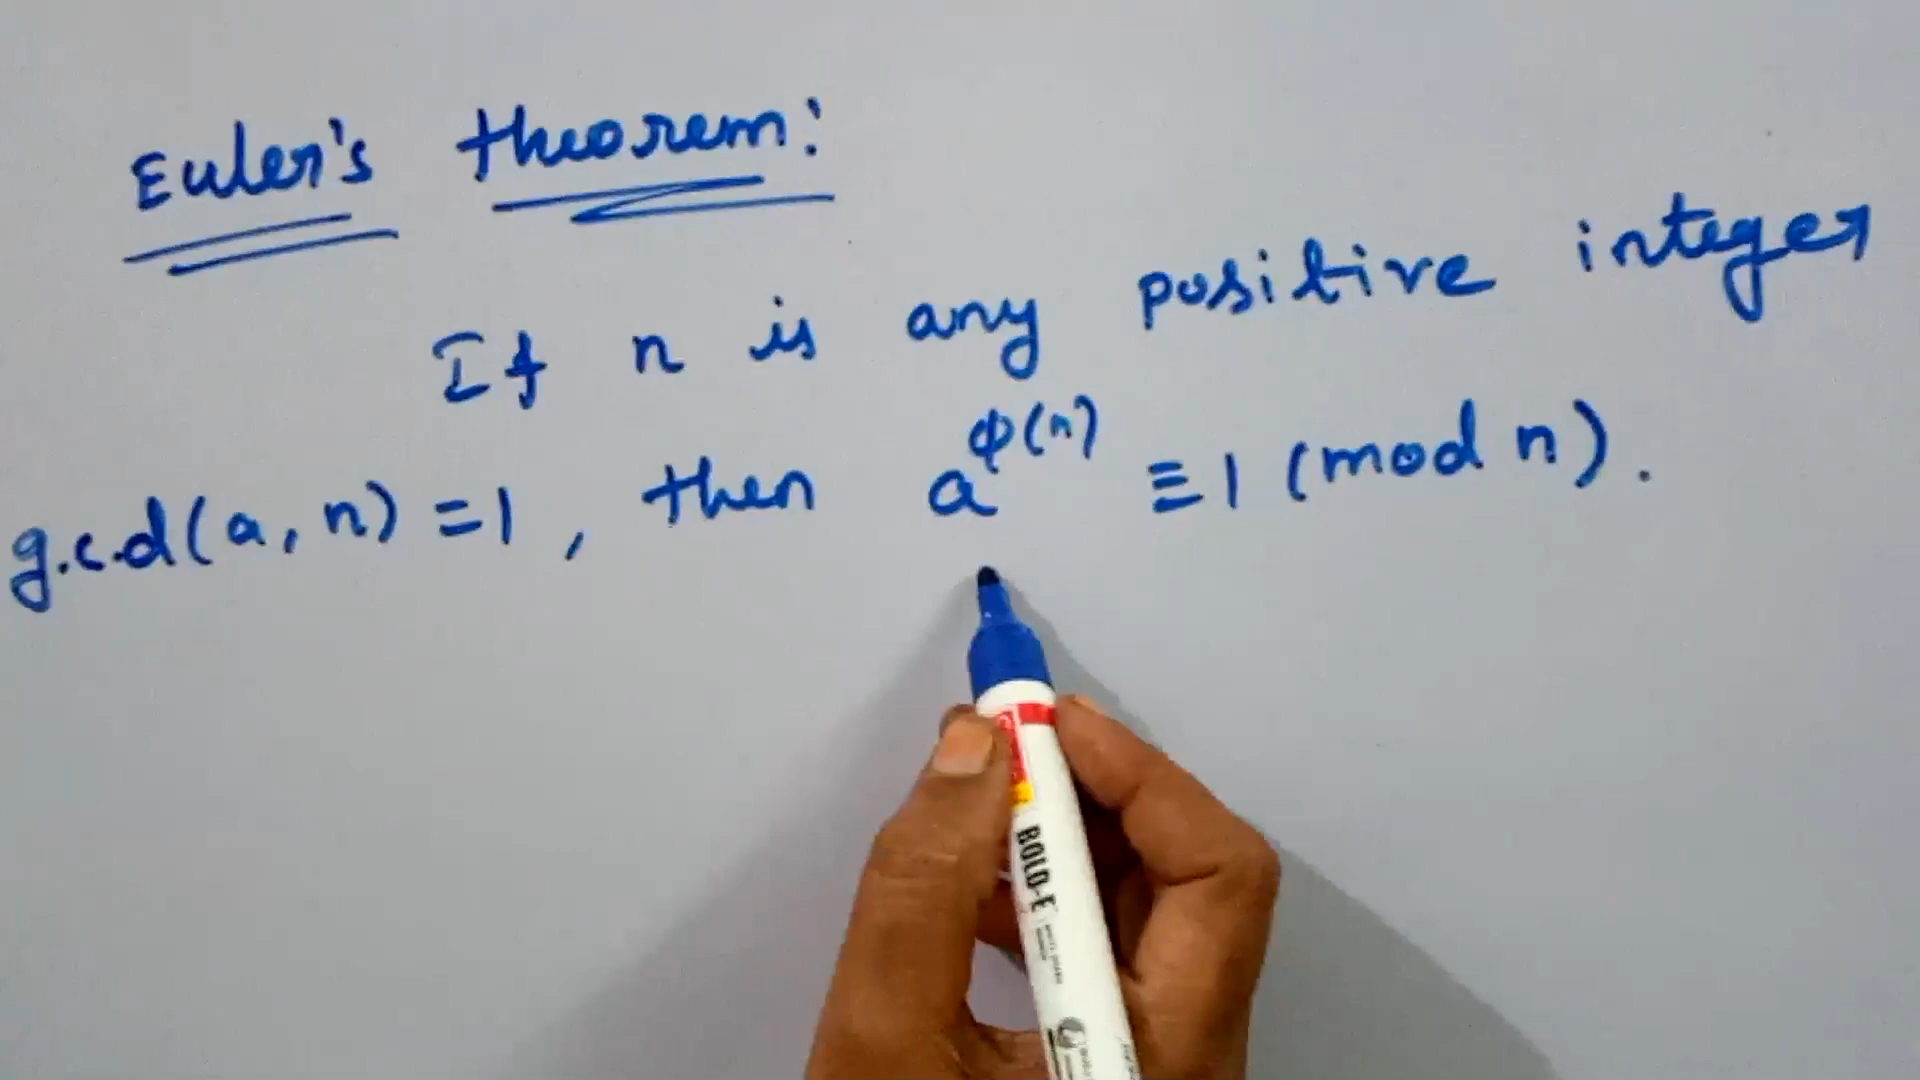 Euler's theorem:
If n is any positive integer
g.c.d(a, n) = 1, then a^φ(n) ≡ 1 (mod n).
BOLD-E